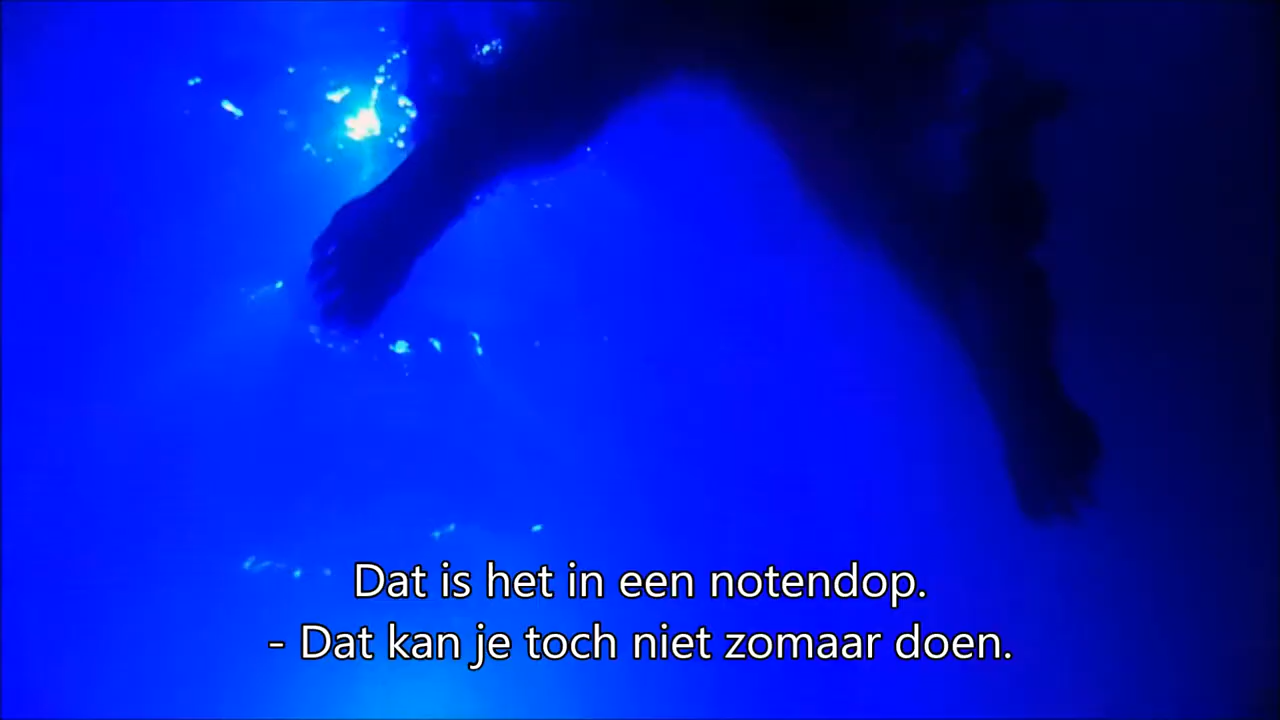 Dat is het in een notendop.
- Dat kan je toch niet zomaar doen.